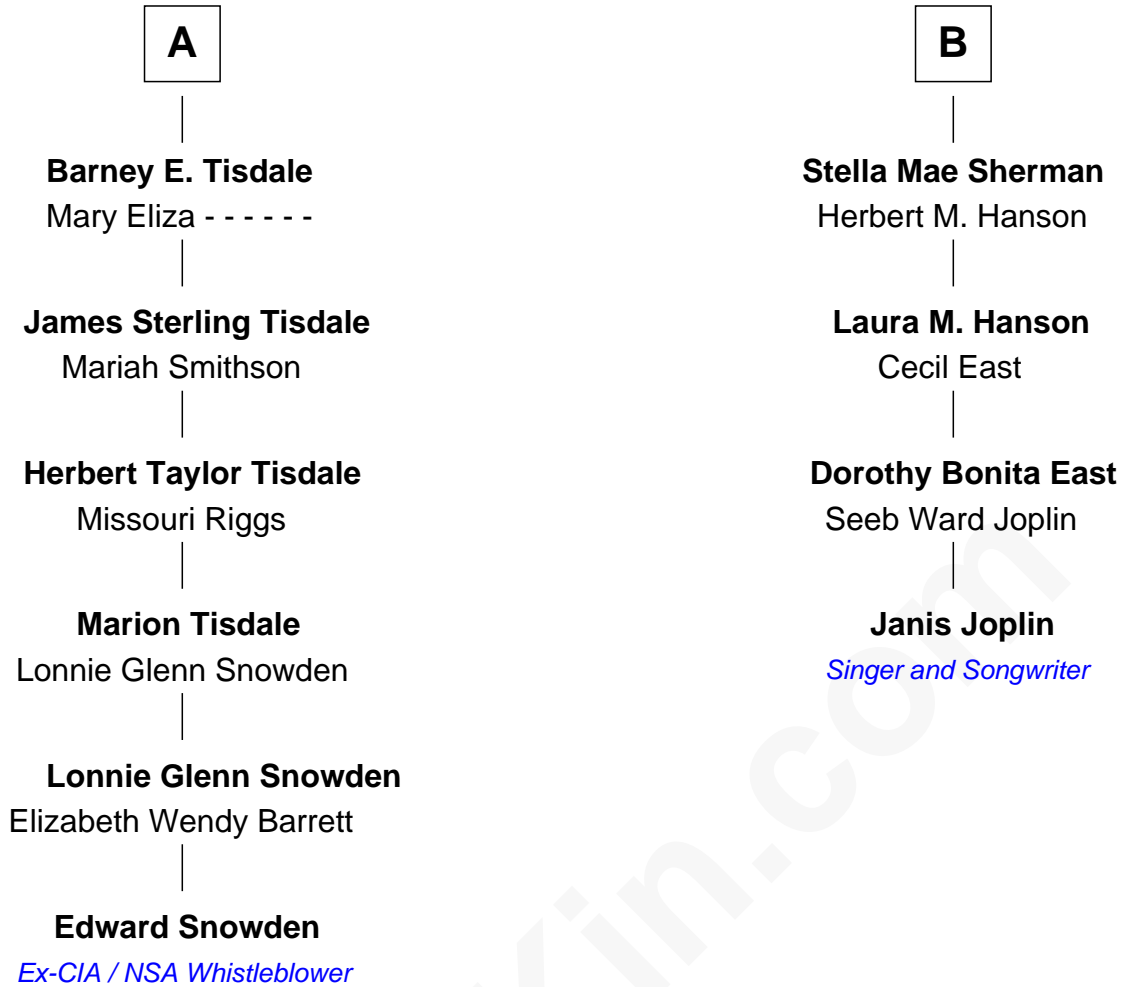 A
Barney E. Tisdale
Mary Eliza - - - - - -
James Sterling Tisdale
Mariah Smithson
Herbert Taylor Tisdale
Missouri Riggs
Marion Tisdale
Lonnie Glenn Snowden
Lonnie Glenn Snowden
Elizabeth Wendy Barrett
Edward Snowden
Ex-CIA / NSA Whistleblower
B
Stella Mae Sherman
Herbert M. Hanson
Laura M. Hanson
Cecil East
Dorothy Bonita East
Seeb Ward Joplin
Janis Joplin
Singer and Songwriter
Kin.com